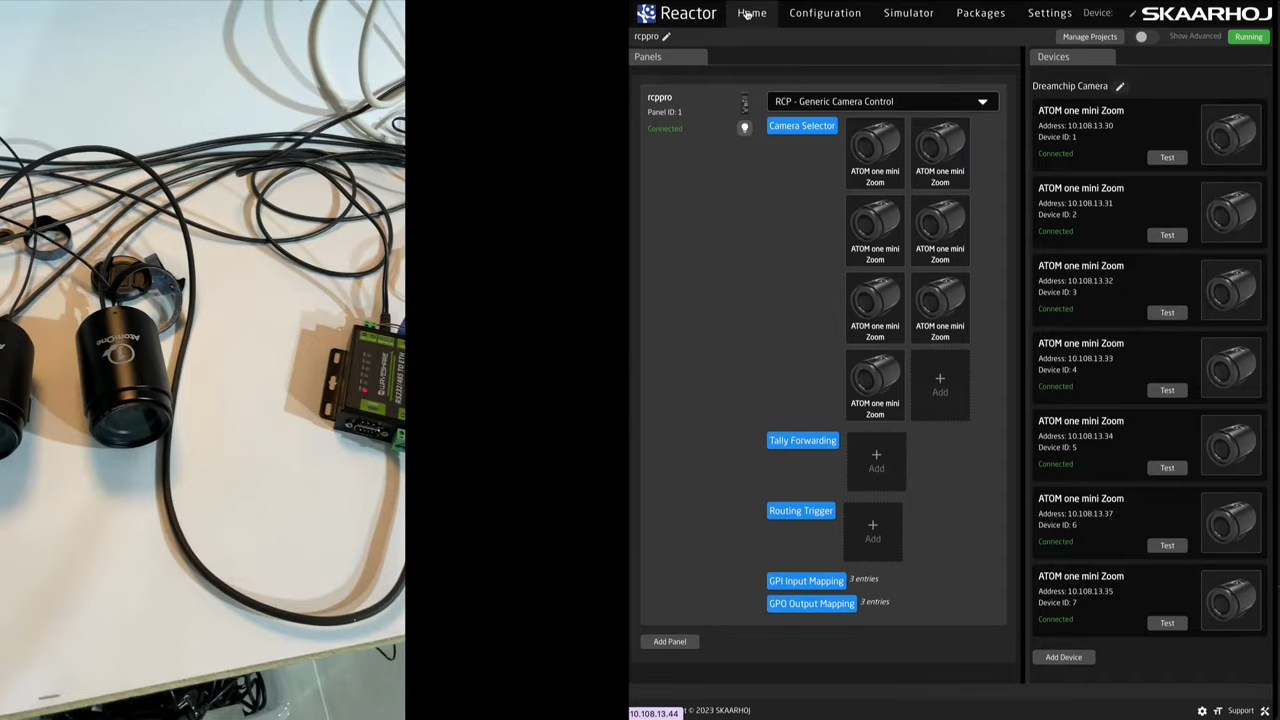 Reactor
Home
Configuration
Simulator
Packages
Settings
Device:
SKAARHOJ
rcppro
Manage Projects
Show Advanced
Running
Panels
Devices
rcppro
Panel ID: 1
Connected
RCP - Generic Camera Control
Camera Selector
ATOM one mini
Zoom
ATOM one mini
Zoom
ATOM one mini
Zoom
ATOM one mini
Zoom
ATOM one mini
Zoom
ATOM one mini
Zoom
ATOM one mini
Zoom
+
Add
Tally Forwarding
+
Add
Routing Trigger
+
Add
GPI Input Mapping
3 entries
GPO Output Mapping
3 entries
Add Panel
Dreamchip Camera
ATOM one mini Zoom
Address: 10.108.13.30
Device ID: 1
Connected
Test
ATOM one mini Zoom
Address: 10.108.13.31
Device ID: 2
Connected
Test
ATOM one mini Zoom
Address: 10.108.13.32
Device ID: 3
Connected
Test
ATOM one mini Zoom
Address: 10.108.13.33
Device ID: 4
Connected
Test
ATOM one mini Zoom
Address: 10.108.13.34
Device ID: 5
Connected
Test
ATOM one mini Zoom
Address: 10.108.13.37
Device ID: 6
Connected
Test
ATOM one mini Zoom
Address: 10.108.13.35
Device ID: 7
Connected
Test
Add Device
10.108.13.44
© 2023 SKAARHOJ
Support
AtomOne
WAVESHARE
RS232/485 TO ETH